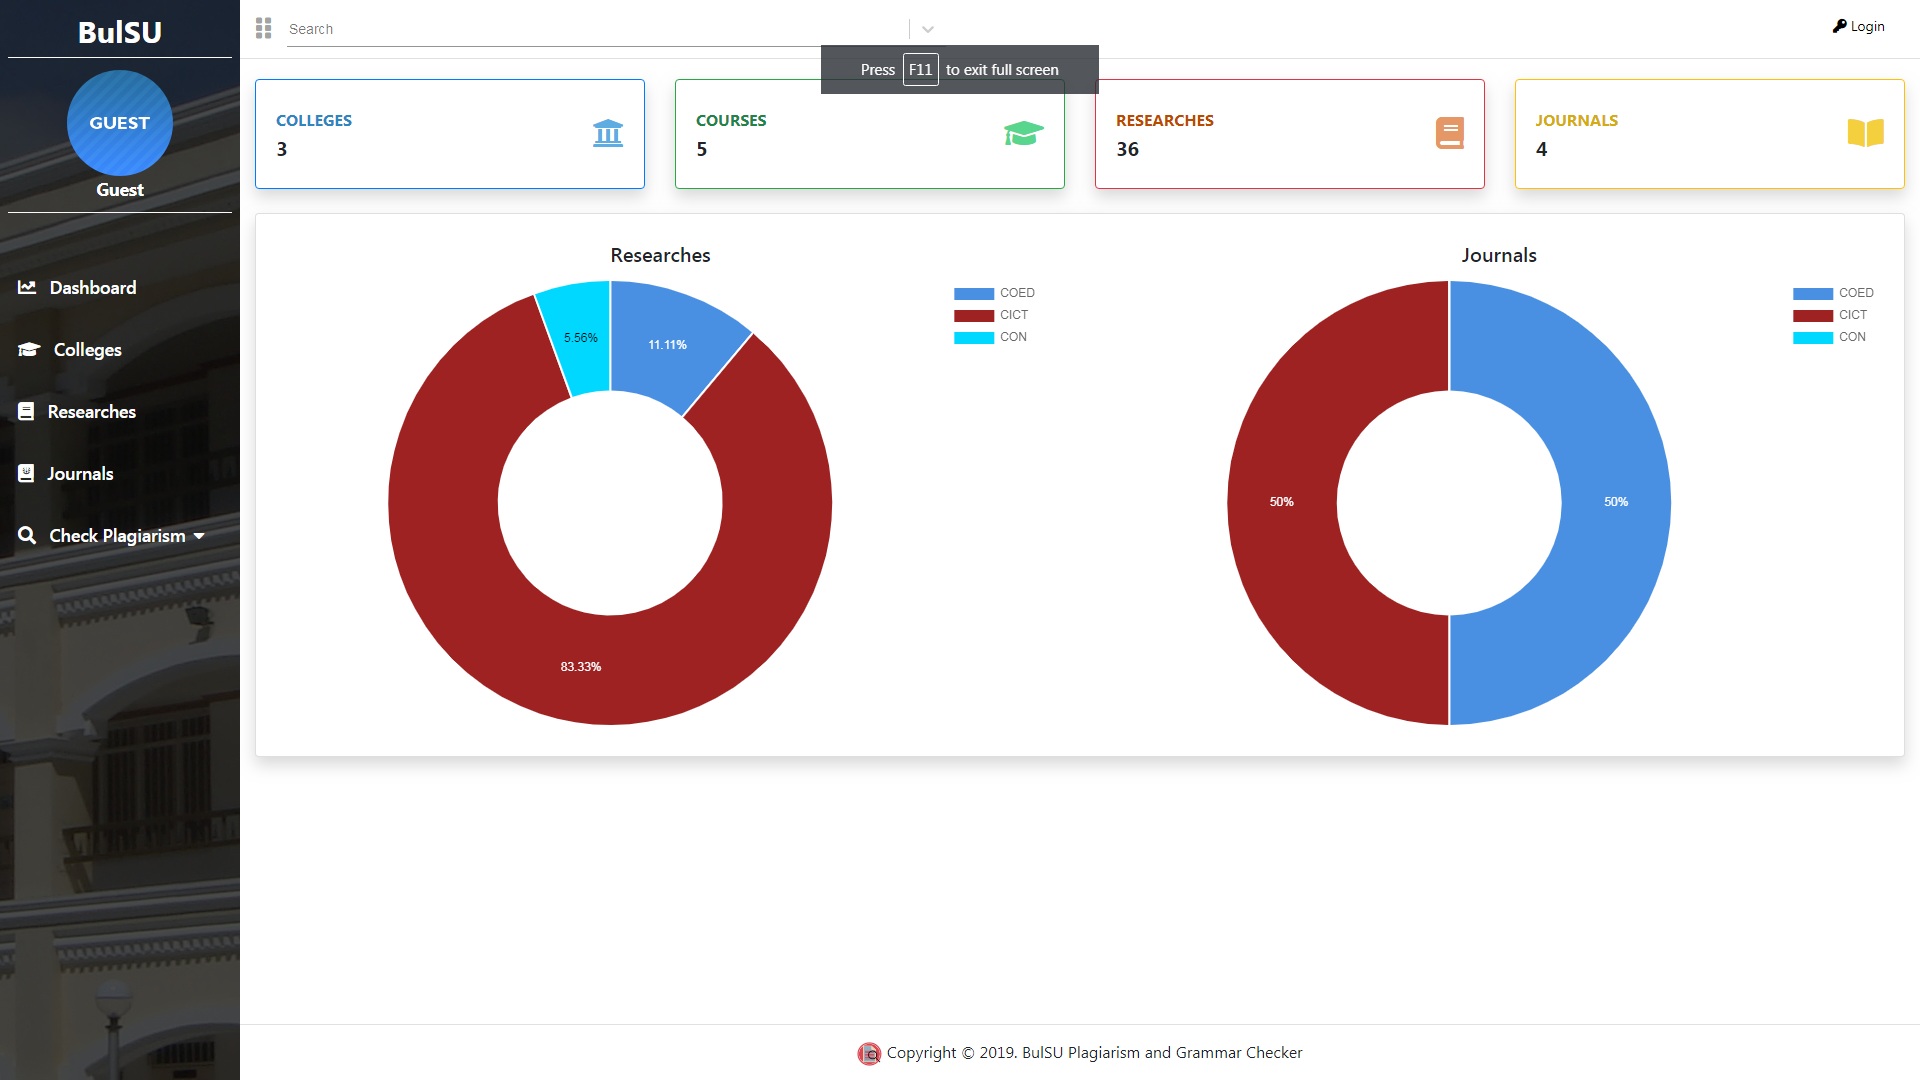 BulSU
GUEST
Guest
Dashboard
Colleges
Researches
Journals
Check Plagiarism
Search
Login
Press F11 to exit full screen
COLLEGES
3
COURSES
5
RESEARCHES
36
JOURNALS
4
Researches
COED
CICT
CON
5.56%
11.11%
83.33%
Journals
COED
CICT
CON
50%
50%
Copyright © 2019. BulSU Plagiarism and Grammar Checker